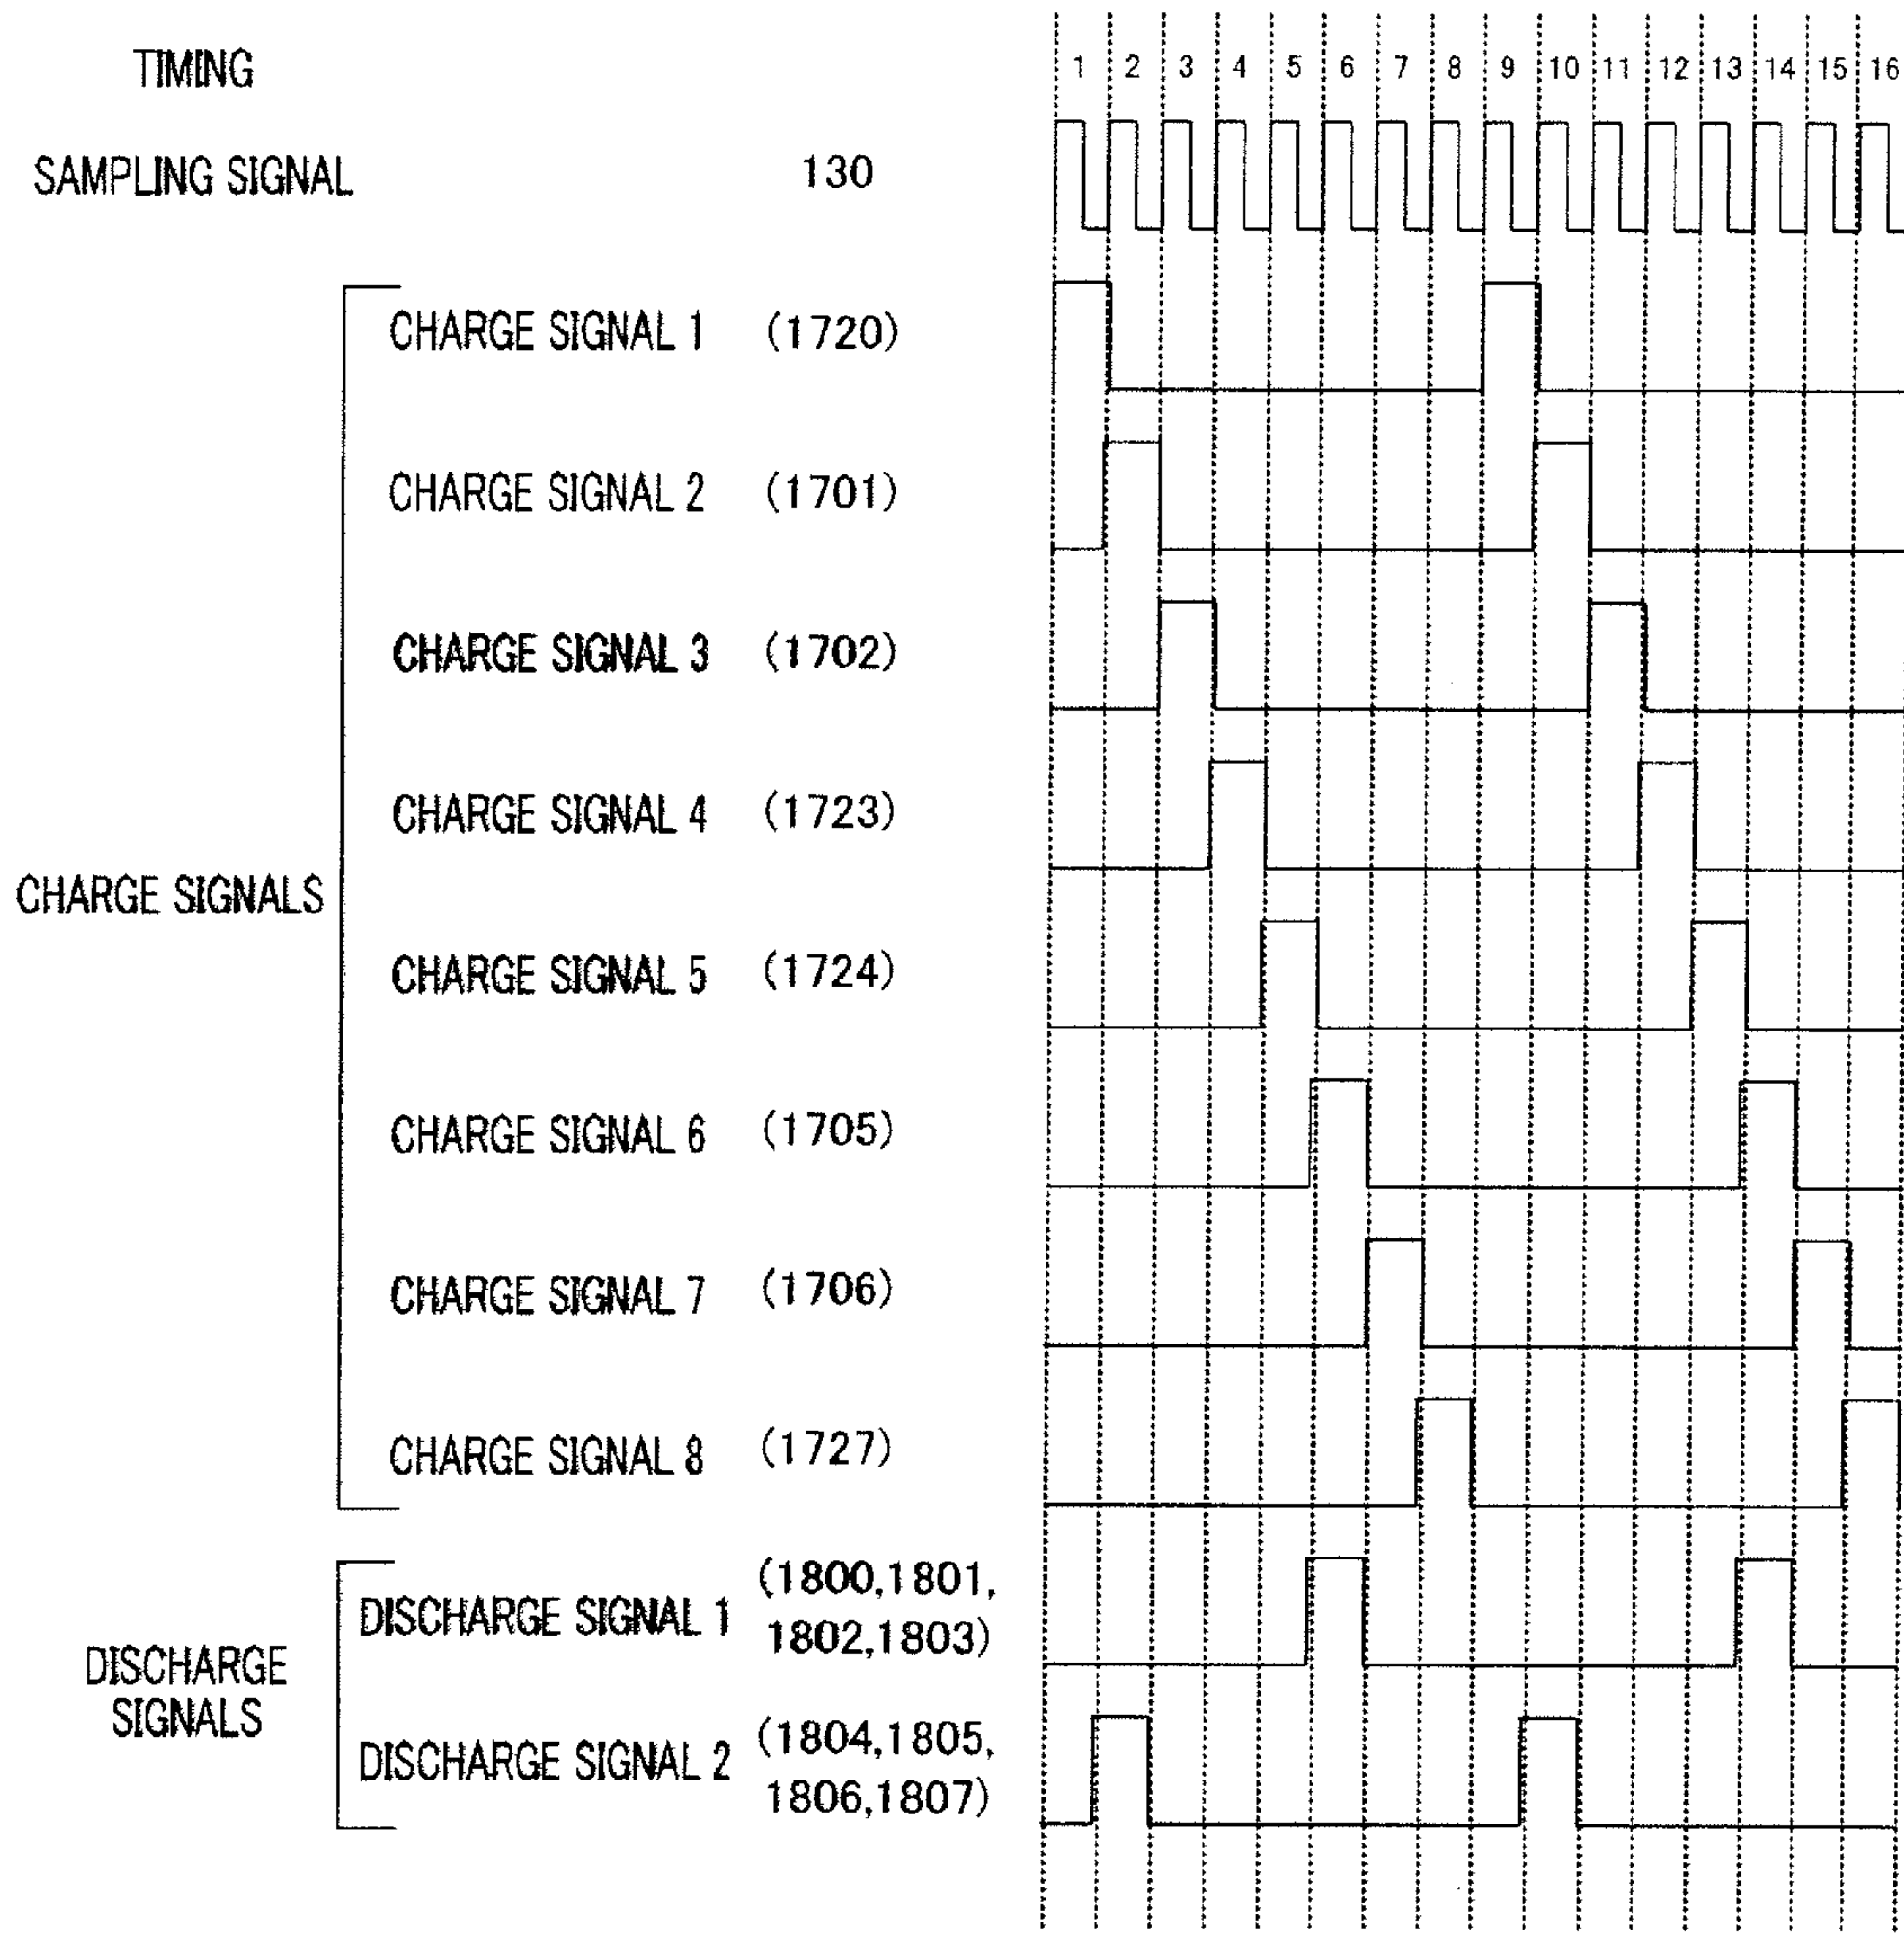 TIMING 1 2 3 4 5 6 7 8 9 10 11 12 13 14 15 16
SAMPLING SIGNAL 130
CHARGE SIGNALS
CHARGE SIGNAL 1 (1720)
CHARGE SIGNAL 2 (1701)
CHARGE SIGNAL 3 (1702)
CHARGE SIGNAL 4 (1723)
CHARGE SIGNAL 5 (1724)
CHARGE SIGNAL 6 (1705)
CHARGE SIGNAL 7 (1706)
CHARGE SIGNAL 8 (1727)
DISCHARGE
SIGNALS
DISCHARGE SIGNAL 1 (1800,1801,
1802,1803)
DISCHARGE SIGNAL 2 (1804,1805,
1806,1807)